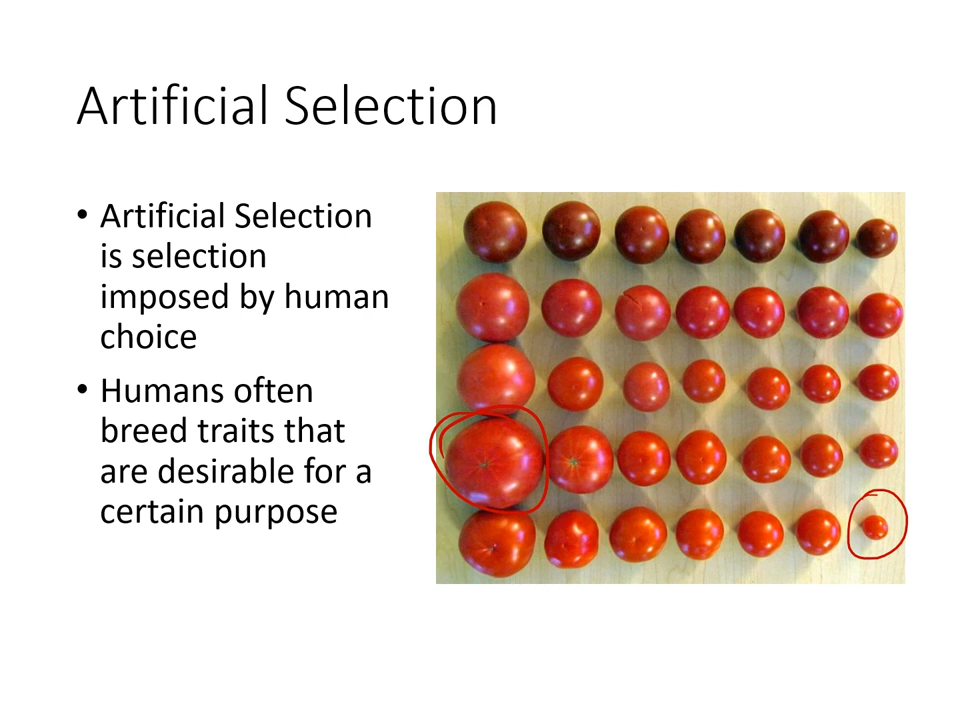 Artificial Selection
• Artificial Selection
is selection
imposed by human
choice
• Humans often
breed traits that
are desirable for a
certain purpose